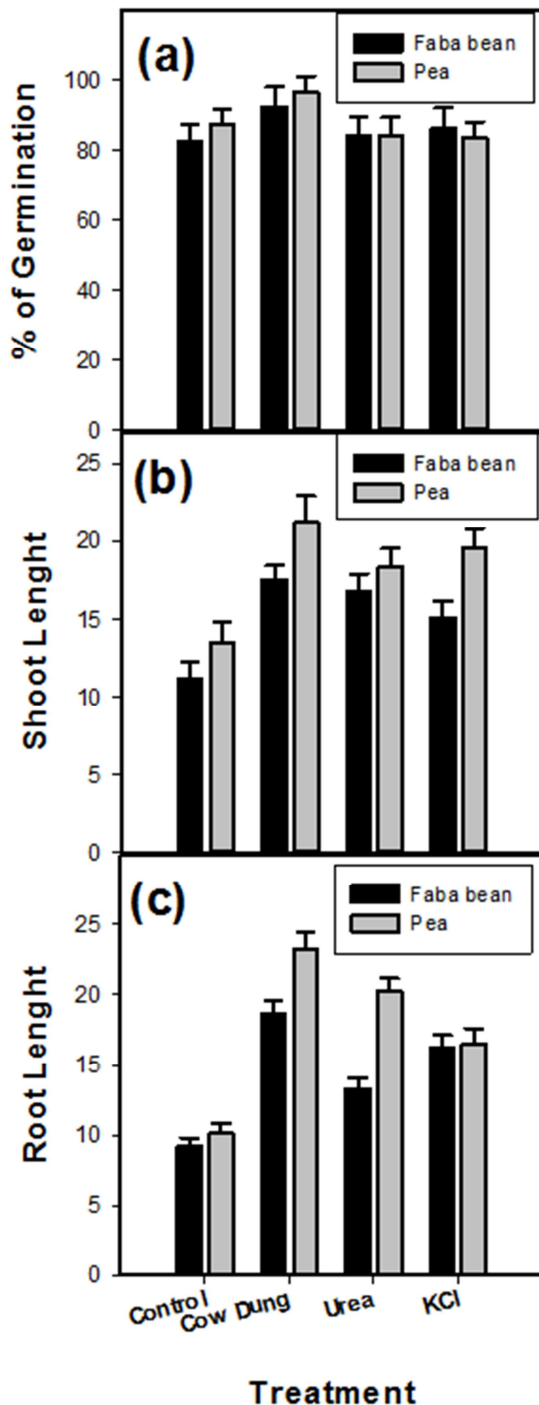 (a)
Faba bean
Pea
% of Germination
100
80
60
40
20
0
(b)
Faba bean
Pea
Shoot Lenght
25
20
15
10
5
0
(c)
Faba bean
Pea
Root Lenght
25
20
15
10
5
0
Control
Cow Dung
Urea
KCl
Treatment